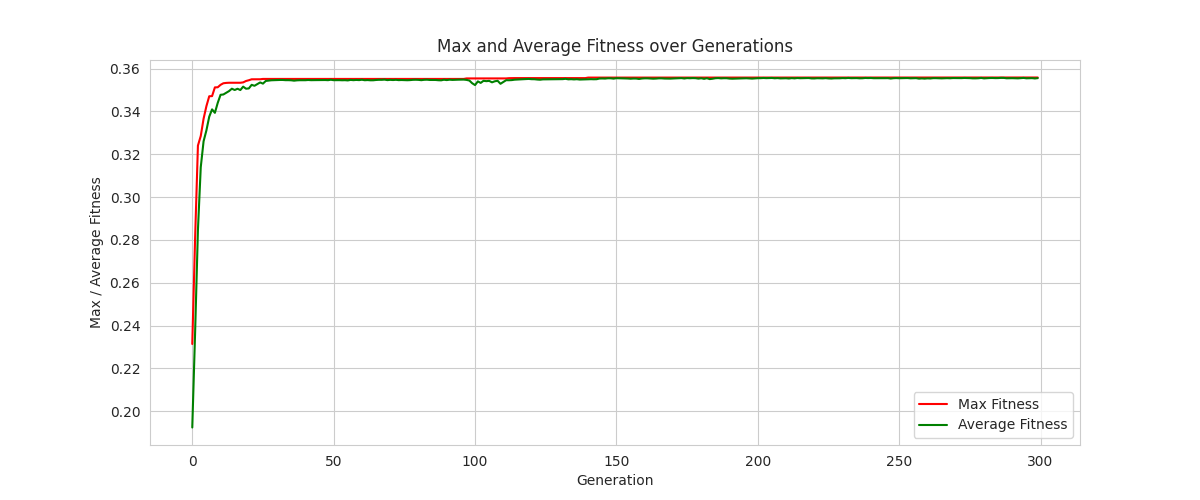 Max and Average Fitness over Generations
Max / Average Fitness
0.36
0.34
0.32
0.30
0.28
0.26
0.24
0.22
0.20
0 50 100 150 200 250 300
Generation
Max Fitness
Average Fitness